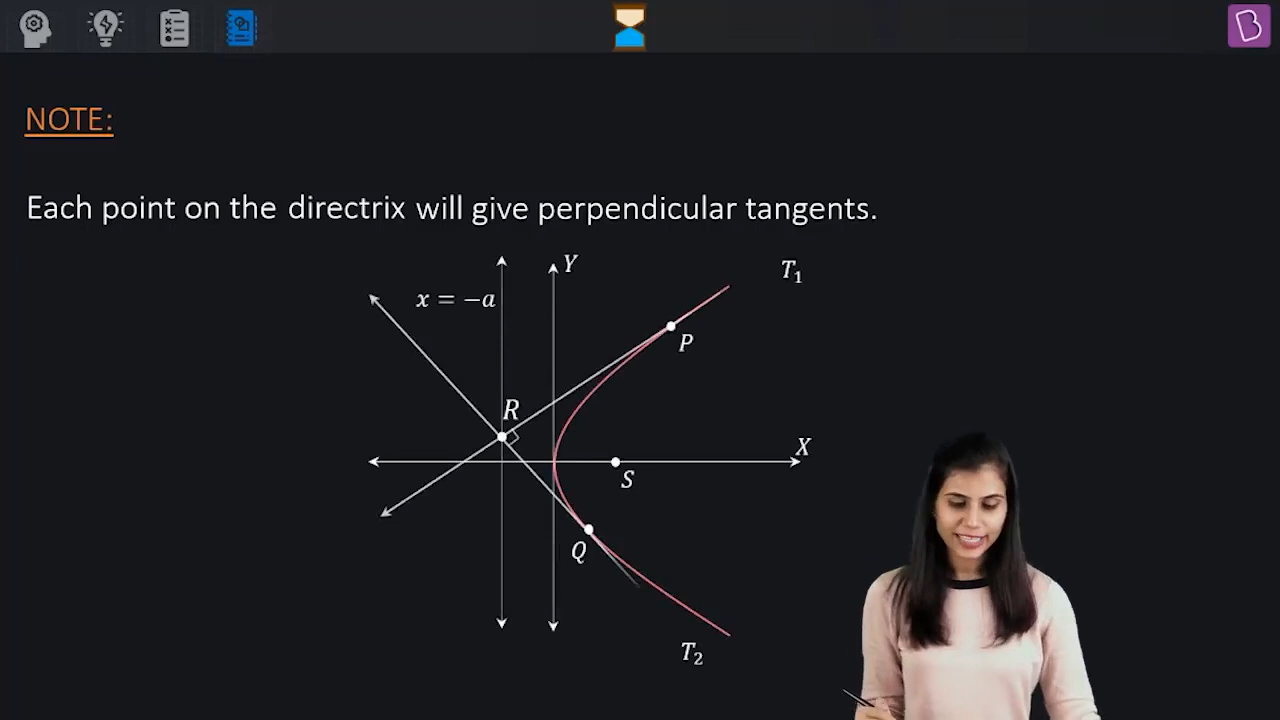 NOTE:
Each point on the directrix will give perpendicular tangents.
Y
T₁
x = −a
P
R
X
S
Q
T₂